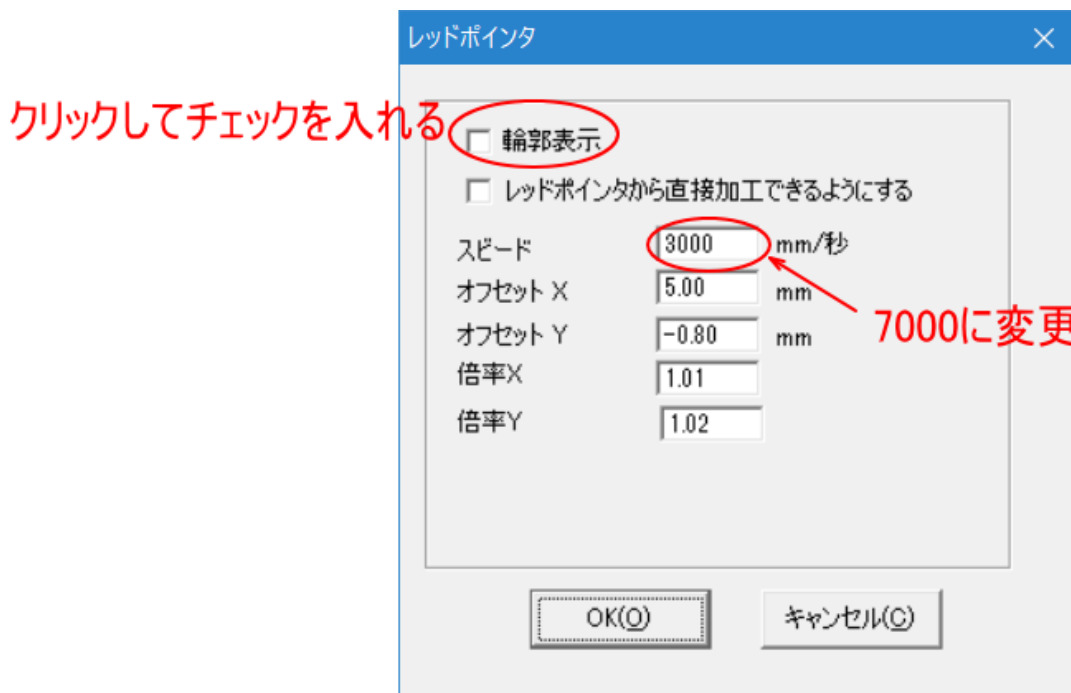 レッドポインタ
クリックしてチェックを入れる
輪郭表示
レッドポインタから直接加工できるようにする
スピード 3000 mm/秒
オフセット X 5.00 mm
7000に変更
オフセット Y -0.80 mm
倍率X 1.01
倍率Y 1.02
OK(O) キャンセル(C)